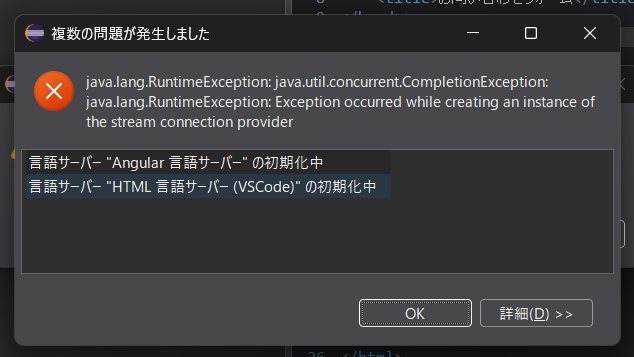 複数の問題が発生しました
java.lang.RuntimeException: java.util.concurrent.CompletionException:
java.lang.RuntimeException: Exception occurred while creating an instance of
the stream connection provider
言語サーバー "Angular 言語サーバー" の初期化中
言語サーバー "HTML 言語サーバー (VSCode)" の初期化中
OK
詳細(D) >>